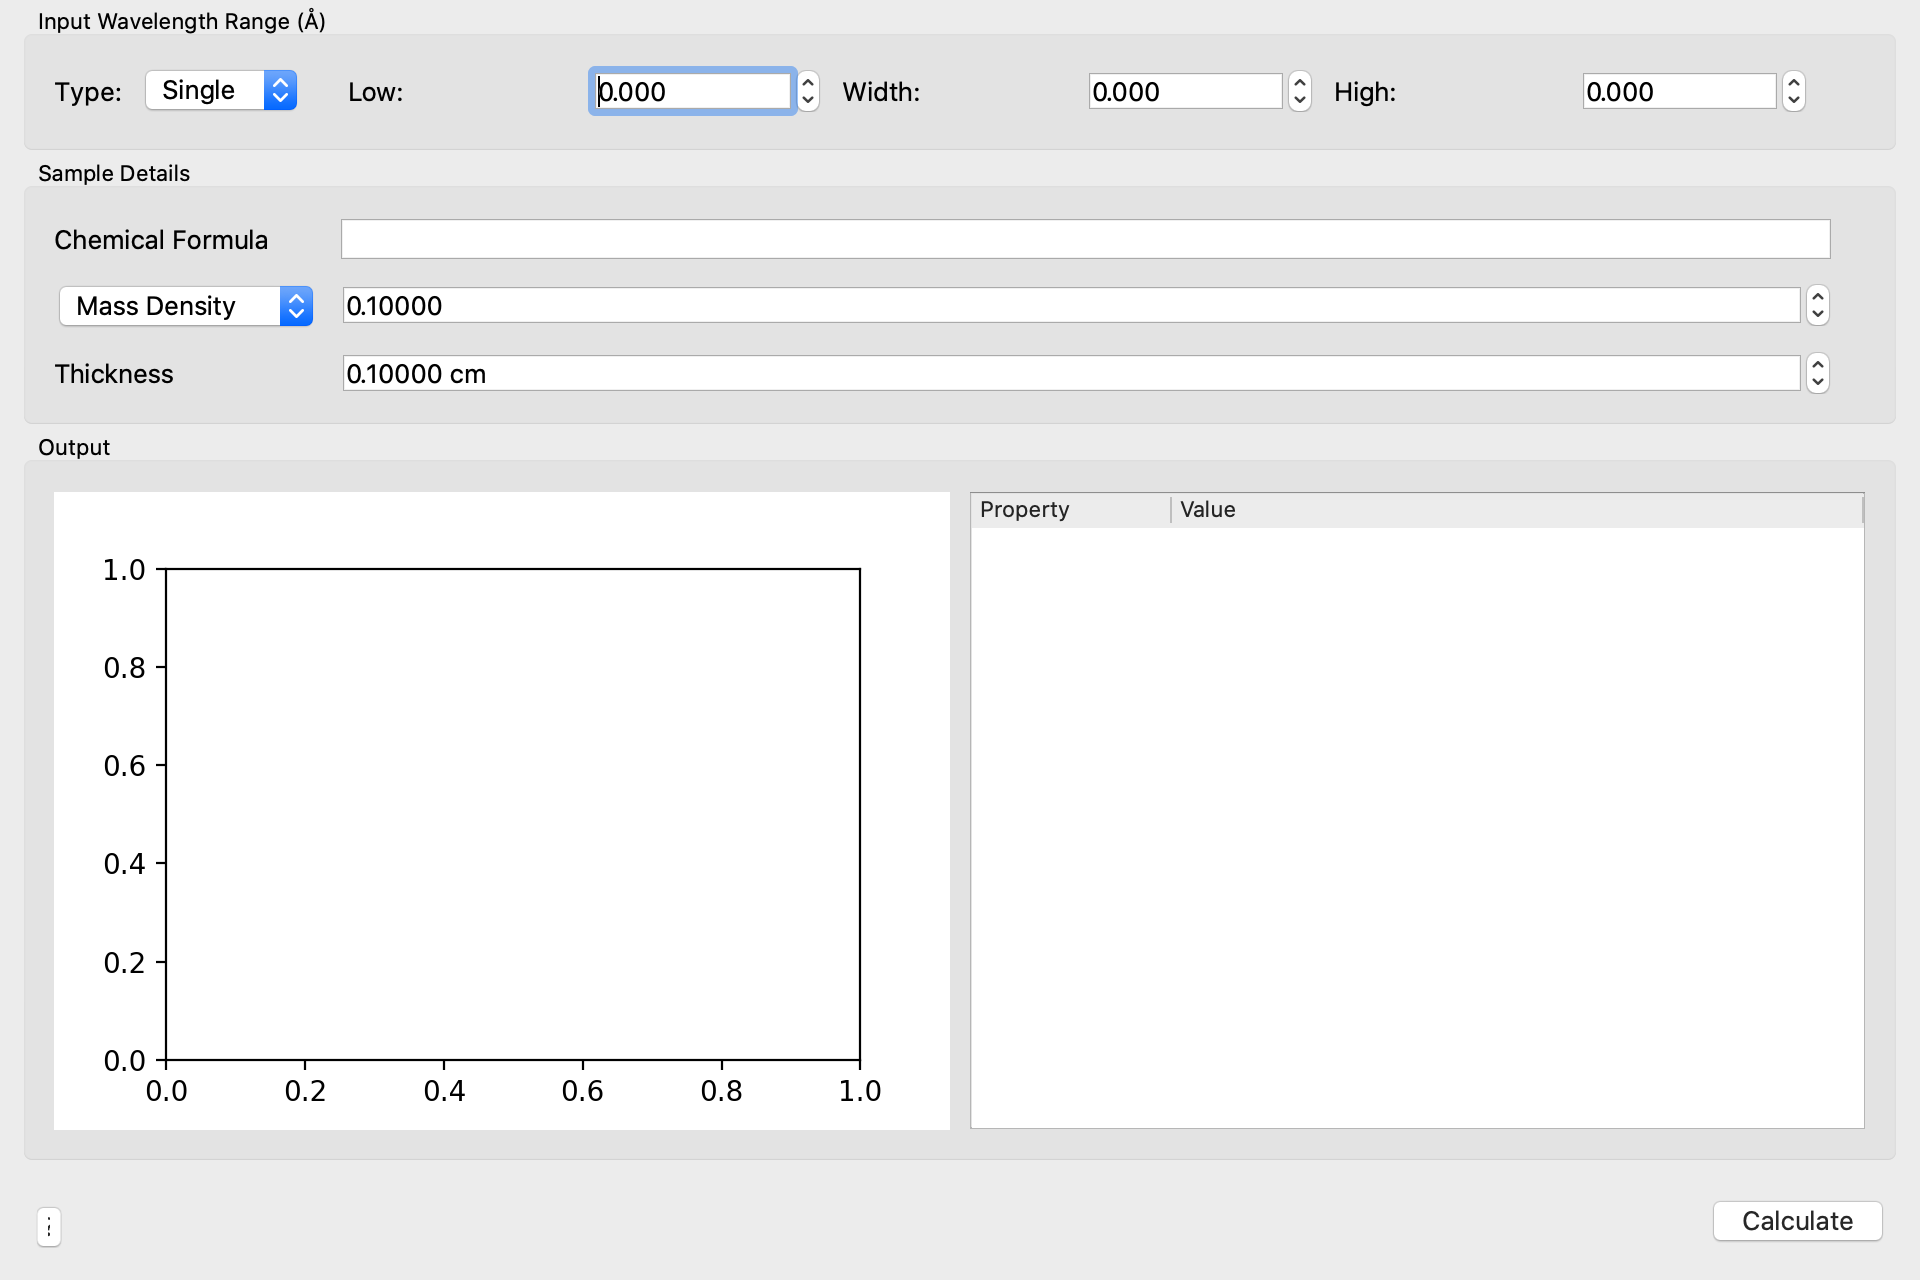 Input Wavelength Range (Å)
Type: Single Low: 0.000 Width: 0.000 High: 0.000
Sample Details
Chemical Formula
Mass Density 0.10000
Thickness 0.10000 cm
Output
Property Value
1.0
0.8
0.6
0.4
0.2
0.0
0.0 0.2 0.4 0.6 0.8 1.0
Calculate